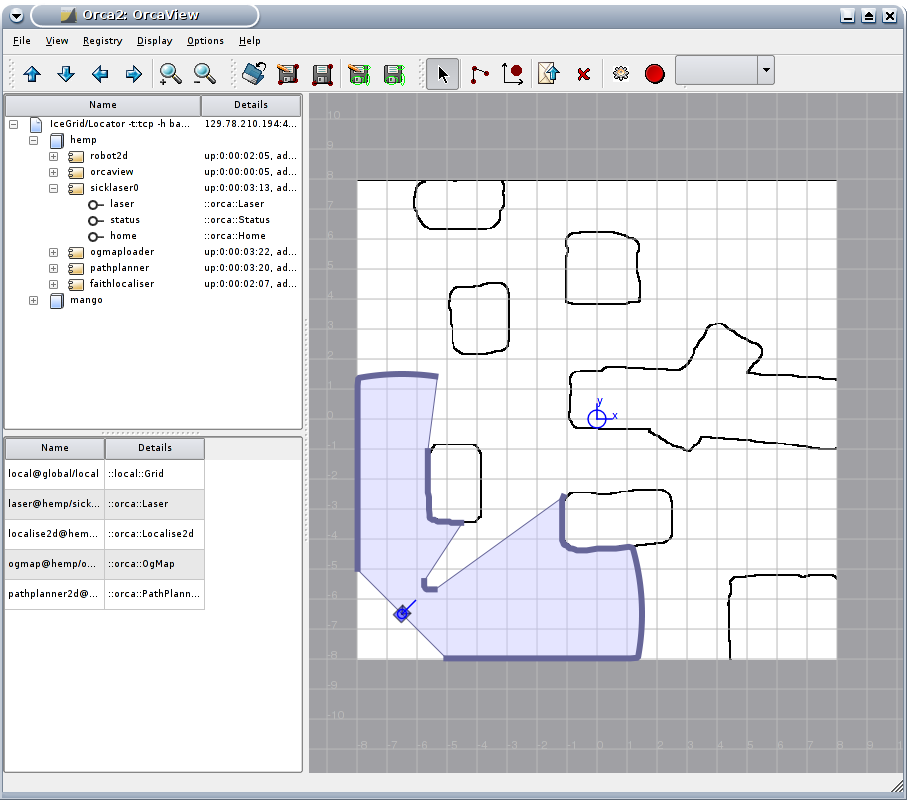 Orca2: OrcaView
File View Registry Display Options Help
Name Details
IceGrid/Locator -t:tcp -h ba... 129.78.210.194:4...
hemp
robot2d up:0:00:02:05, ad...
orcaview up:0:00:00:05, ad...
sicklaser0 up:0:00:03:13, ad...
laser ::orca::Laser
status ::orca::Status
home ::orca::Home
ogmaploader up:0:00:03:22, ad...
pathplanner up:0:00:03:20, ad...
faithlocaliser up:0:00:02:07, ad...
mango
Name Details
local@global/local ::local::Grid
laser@hemp/sick... ::orca::Laser
localise2d@hem... ::orca::Localise2d
ogmap@hemp/o... ::orca::OgMap
pathplanner2d@... ::orca::PathPlann...
10
9
8
7
6
5
4
3
2
1
0
-1
-2
-3
-4
-5
-6
-7
-8
-9
-10
y
x
-8 -7 -6 -5 -4 -3 -2 -1 0 1 2 3 4 5 6 7 8 9